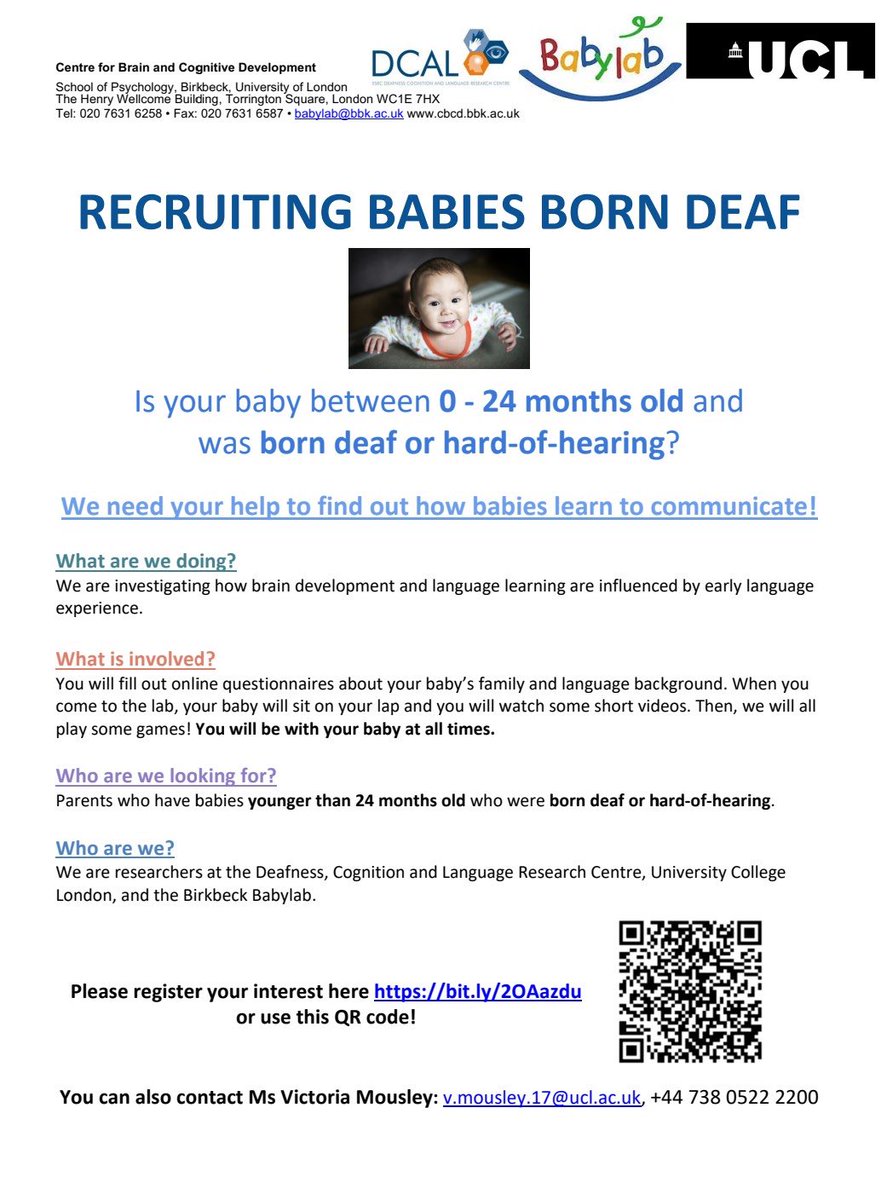 Centre for Brain and Cognitive Development
School of Psychology, Birkbeck, University of London
The Henry Wellcome Building, Torrington Square, London WC1E 7HX
Tel: 020 7631 6258 • Fax: 020 7631 6587 • babylab@bbk.ac.uk www.cbcd.bbk.ac.uk
DCAL
ESRC DEAFNESS COGNITION AND LANGUAGE RESEARCH CENTRE
Babylab
UCL
RECRUITING BABIES BORN DEAF
Is your baby between 0 - 24 months old and
was born deaf or hard-of-hearing?
We need your help to find out how babies learn to communicate!
What are we doing?
We are investigating how brain development and language learning are influenced by early language
experience.
What is involved?
You will fill out online questionnaires about your baby’s family and language background. When you
come to the lab, your baby will sit on your lap and you will watch some short videos. Then, we will all
play some games! You will be with your baby at all times.
Who are we looking for?
Parents who have babies younger than 24 months old who were born deaf or hard-of-hearing.
Who are we?
We are researchers at the Deafness, Cognition and Language Research Centre, University College
London, and the Birkbeck Babylab.
Please register your interest here https://bit.ly/2OAazdu
or use this QR code!
You can also contact Ms Victoria Mousley: v.mousley.17@ucl.ac.uk, +44 738 0522 2200